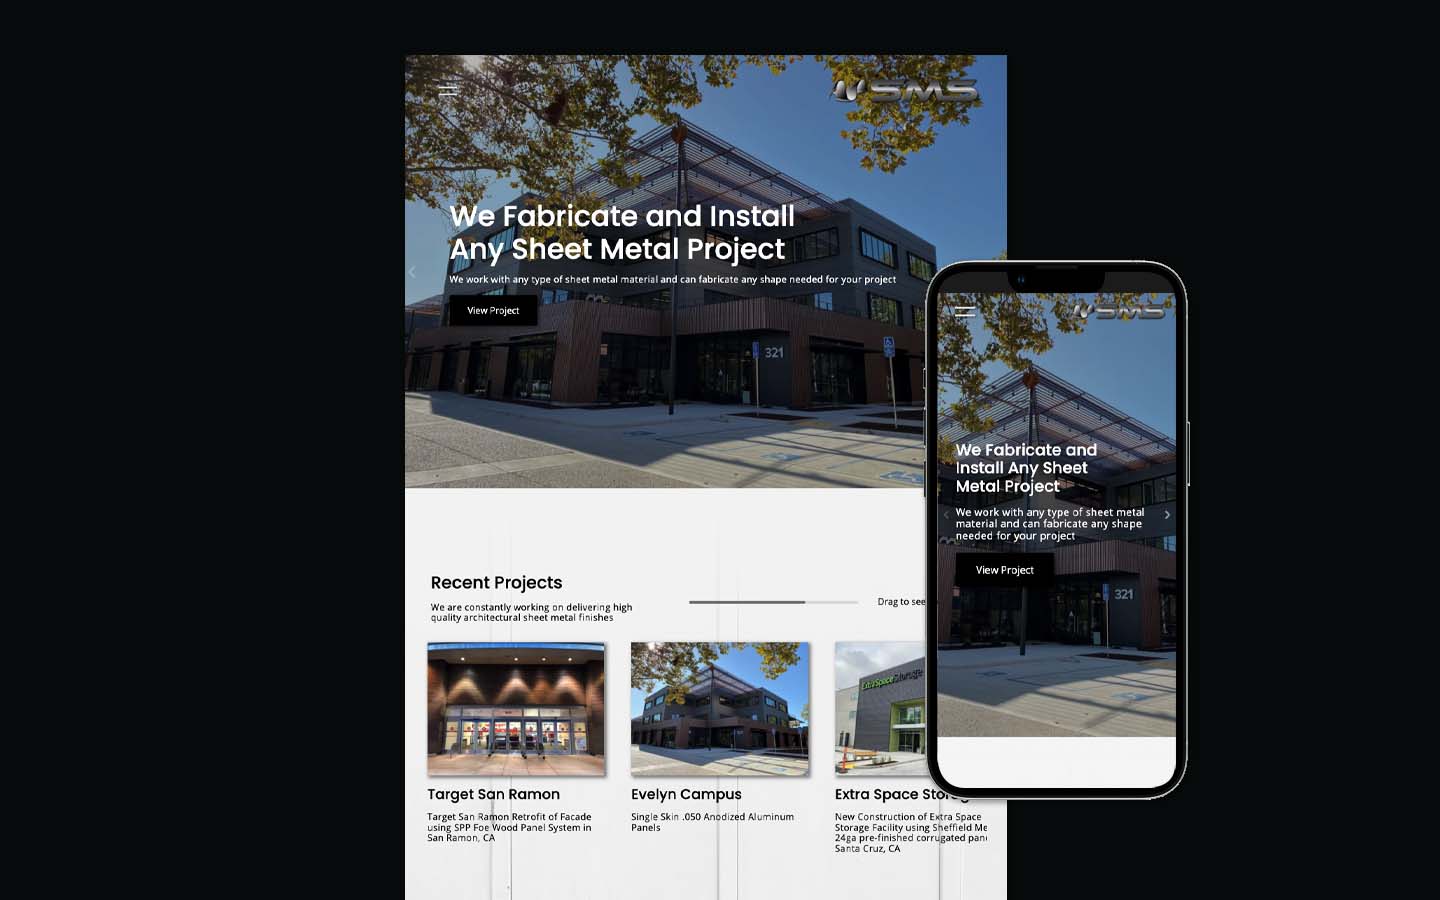 SMS
We Fabricate and Install
Any Sheet Metal Project
We work with any type of sheet metal material and can fabricate any shape needed for your project
View Project
321
Recent Projects
We are constantly working on delivering high
quality architectural sheet metal finishes
Drag to see
Target San Ramon
Target San Ramon Retrofit of Facade
using SPP Foe Wood Panel System in
San Ramon, CA
Evelyn Campus
Single Skin .050 Anodized Aluminum
Panels
ExtraSpace Storage
Extra Space Storag
New Construction of Extra Space
Storage Facility using Sheffield Me
24ga pre-finished corrugated pan
Santa Cruz, CA
SMS
We Fabricate and
Install Any Sheet
Metal Project
We work with any type of sheet metal
material and can fabricate any shape
needed for your project
View Project
321